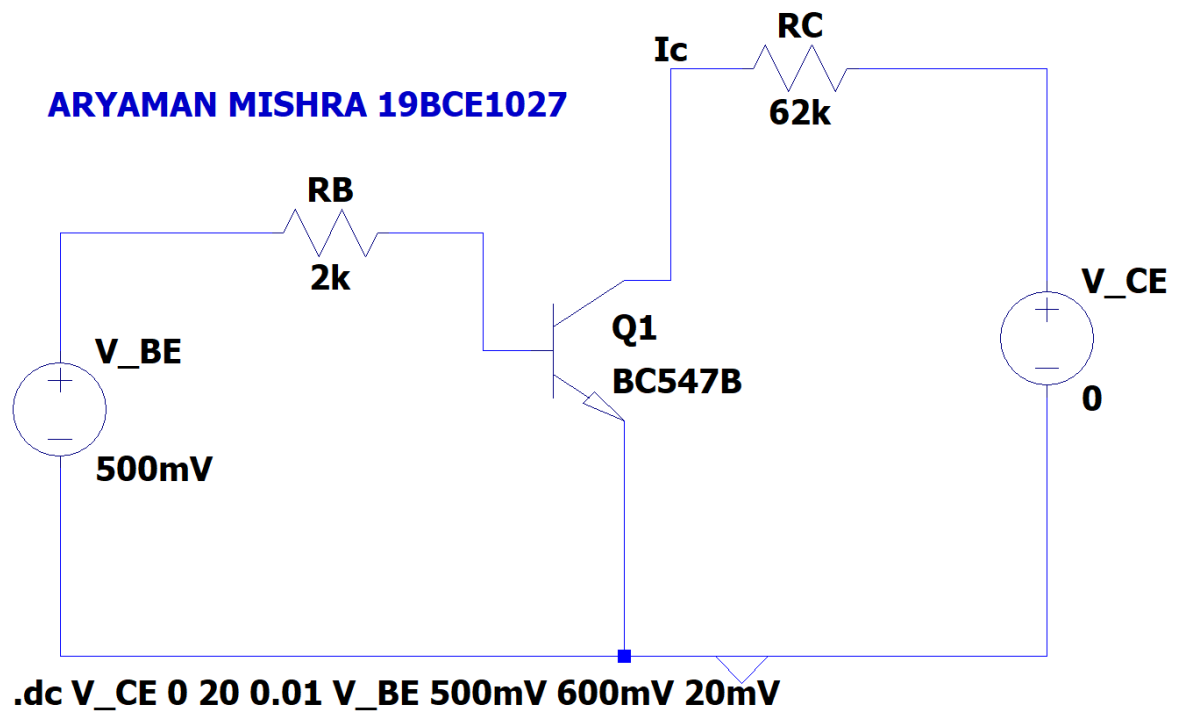 Ic
RC
62k
ARYAMAN MISHRA 19BCE1027
RB
2k
V_BE
500mV
Q1
BC547B
V_CE
0
.dc V_CE 0 20 0.01 V_BE 500mV 600mV 20mV